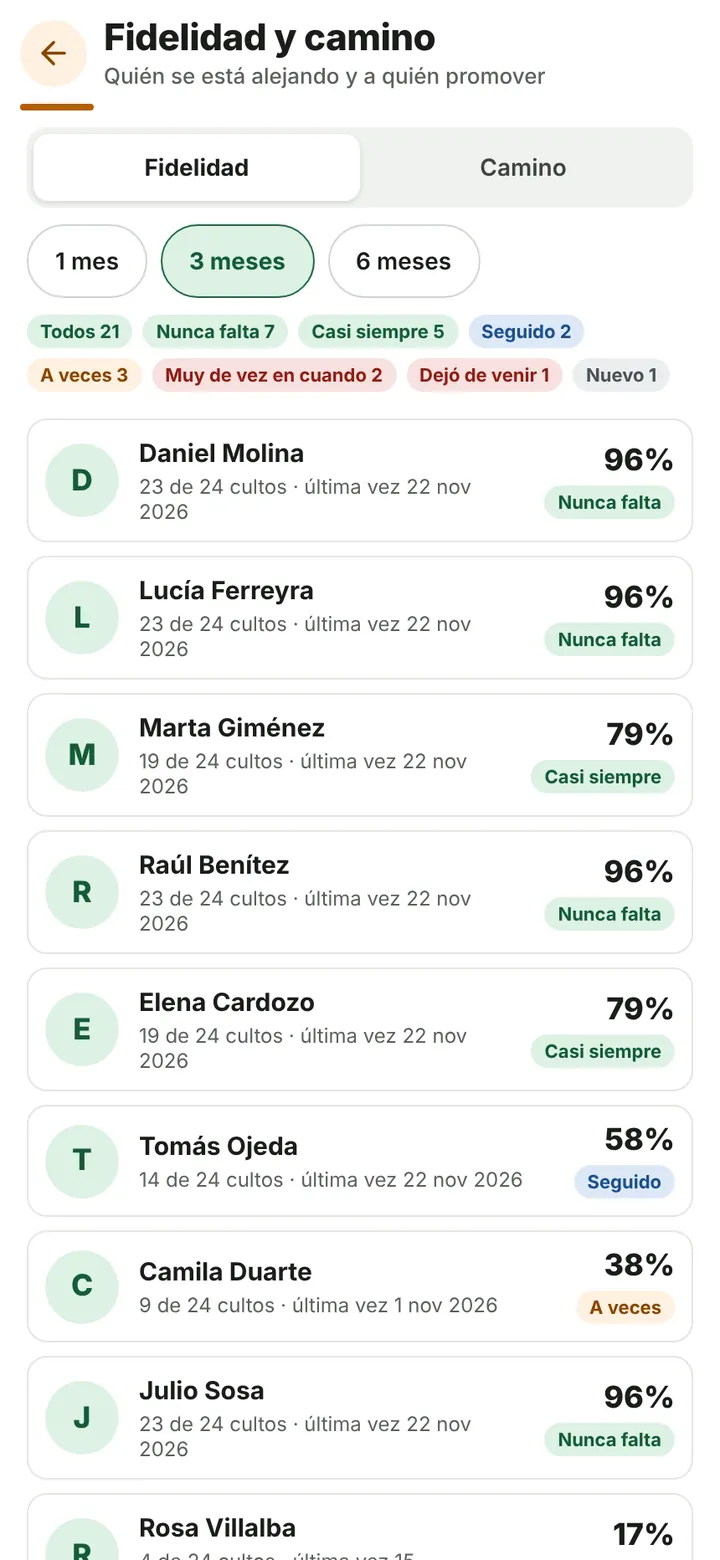 Fidelidad y camino
Quién se está alejando y a quién promover
Fidelidad
Camino
1 mes
3 meses
6 meses
Todos 21
Nunca falta 7
Casi siempre 5
Seguido 2
A veces 3
Muy de vez en cuando 2
Dejó de venir 1
Nuevo 1
D
Daniel Molina
23 de 24 cultos · última vez 22 nov
2026
96%
Nunca falta
L
Lucía Ferreyra
23 de 24 cultos · última vez 22 nov
2026
96%
Nunca falta
M
Marta Giménez
19 de 24 cultos · última vez 22 nov
2026
79%
Casi siempre
R
Raúl Benítez
23 de 24 cultos · última vez 22 nov
2026
96%
Nunca falta
E
Elena Cardozo
19 de 24 cultos · última vez 22 nov
2026
79%
Casi siempre
T
Tomás Ojeda
14 de 24 cultos · última vez 22 nov 2026
58%
Seguido
C
Camila Duarte
9 de 24 cultos · última vez 1 nov 2026
38%
A veces
J
Julio Sosa
23 de 24 cultos · última vez 22 nov
2026
96%
Nunca falta
R
Rosa Villalba
4 de 24 cultos · última vez 15
17%